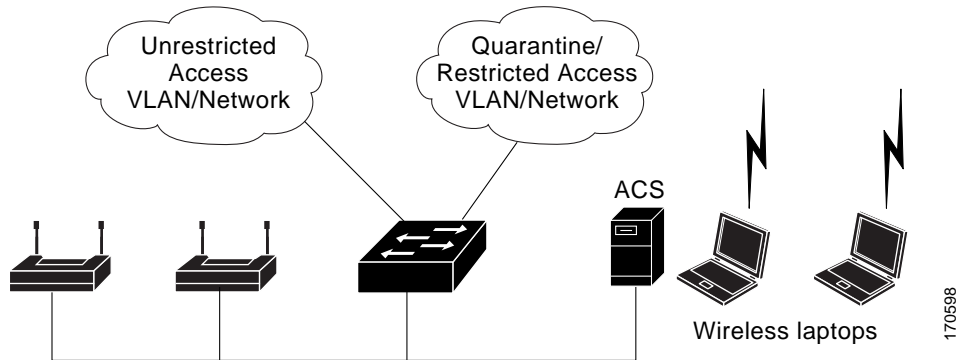 Unrestricted
Access
VLAN/Network
Quarantine/
Restricted Access
VLAN/Network
ACS
Wireless laptops
170598